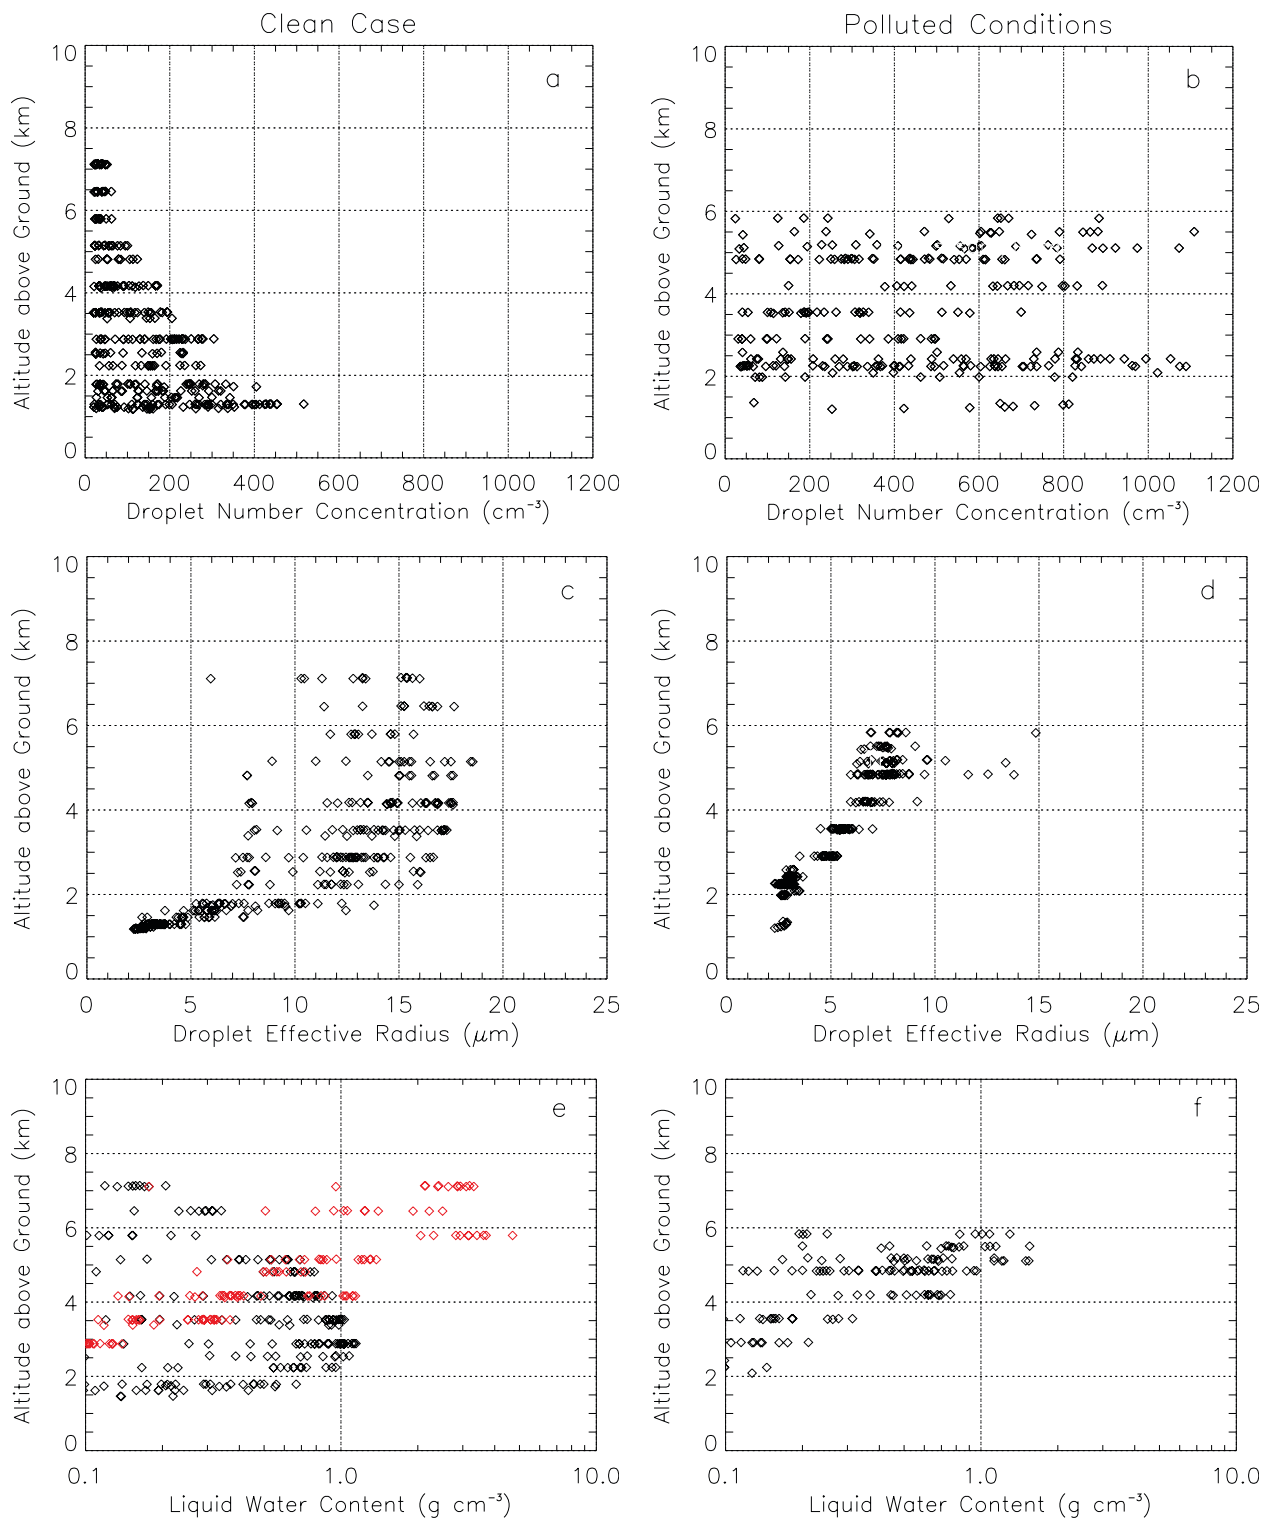 Clean Case
Polluted Conditions
a
10
8
6
4
2
0
Altitude above Ground (km)
0 200 400 600 800 1000 1200
Droplet Number Concentration (cm⁻³)
b
10
8
6
4
2
0
Altitude above Ground (km)
0 200 400 600 800 1000 1200
Droplet Number Concentration (cm⁻³)
c
10
8
6
4
2
0
Altitude above Ground (km)
0 5 10 15 20 25
Droplet Effective Radius (μm)
d
10
8
6
4
2
0
Altitude above Ground (km)
0 5 10 15 20 25
Droplet Effective Radius (μm)
e
10
8
6
4
2
0
Altitude above Ground (km)
0.1 1.0 10.0
Liquid Water Content (g cm⁻³)
f
10
8
6
4
2
0
Altitude above Ground (km)
0.1 1.0 10.0
Liquid Water Content (g cm⁻³)